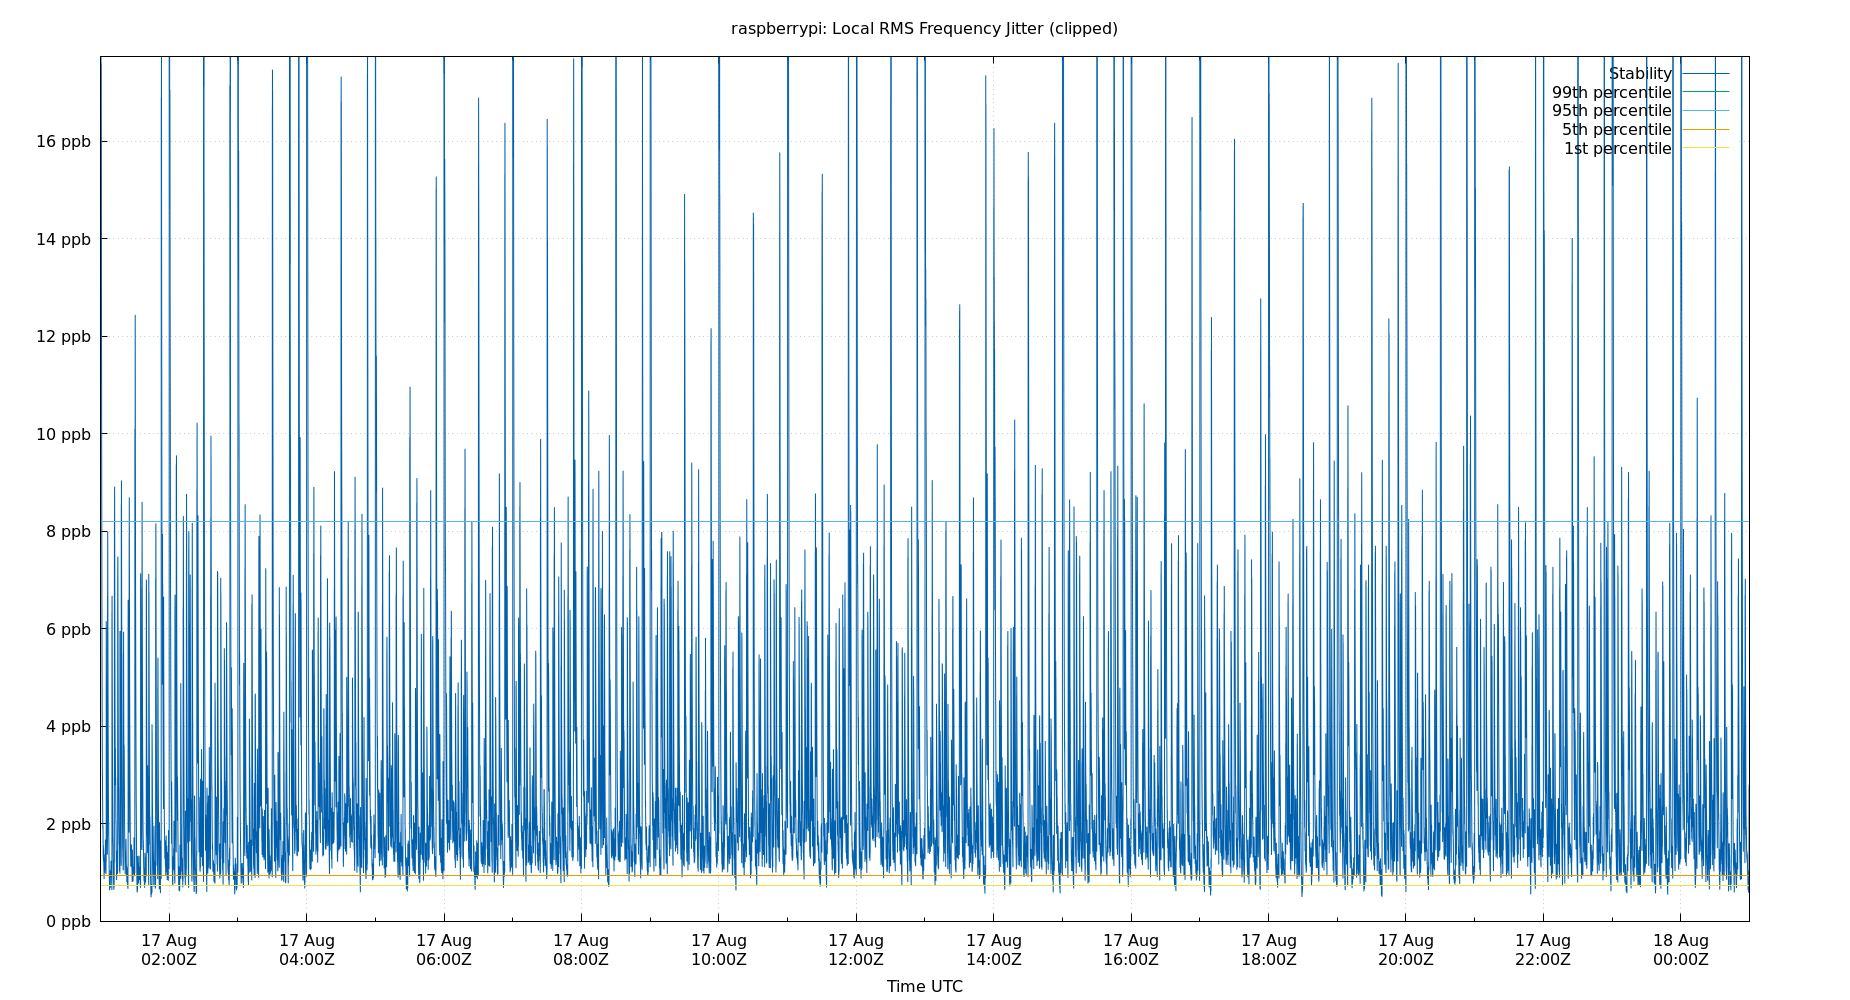 raspberrypi: Local RMS Frequency Jitter (clipped)
Stability
99th percentile
95th percentile
5th percentile
1st percentile
16 ppb
14 ppb
12 ppb
10 ppb
8 ppb
6 ppb
4 ppb
2 ppb
0 ppb
17 Aug 17 Aug 17 Aug 17 Aug 17 Aug 17 Aug 17 Aug 17 Aug 17 Aug 17 Aug 17 Aug 18 Aug
02:00Z 04:00Z 06:00Z 08:00Z 10:00Z 12:00Z 14:00Z 16:00Z 18:00Z 20:00Z 22:00Z 00:00Z
Time UTC